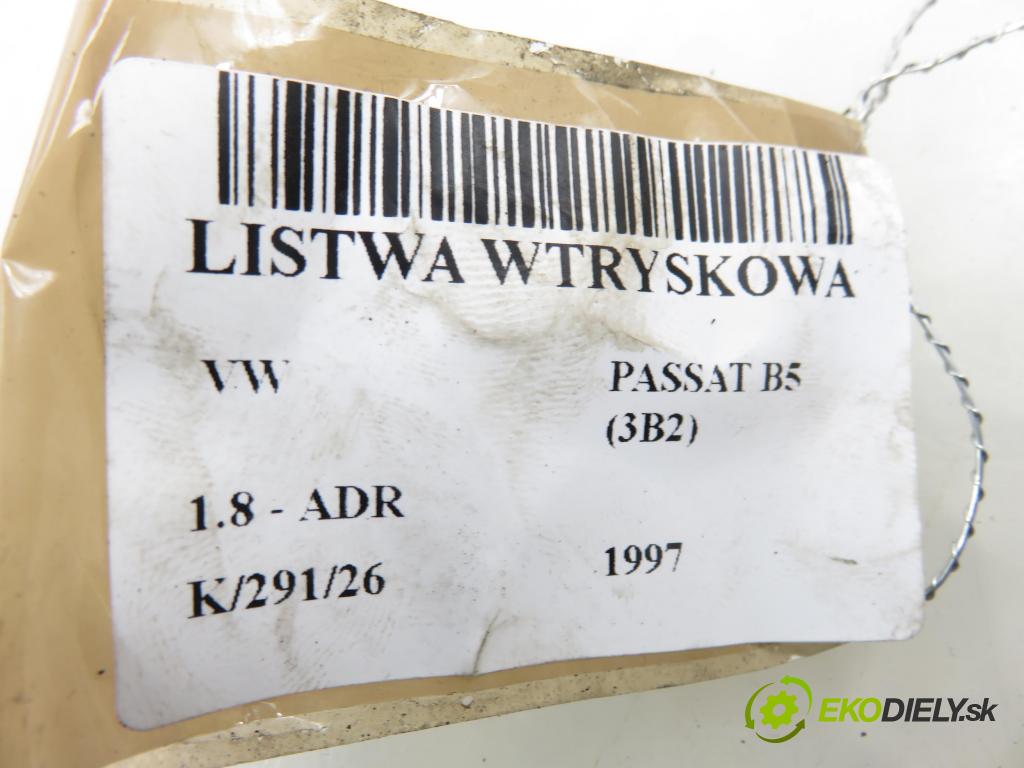 LISTWA WTRYSKOWA
VW PASSAT B5
(3B2)
1.8 - ADR
1997
K/291/26
EKODIELY.sk